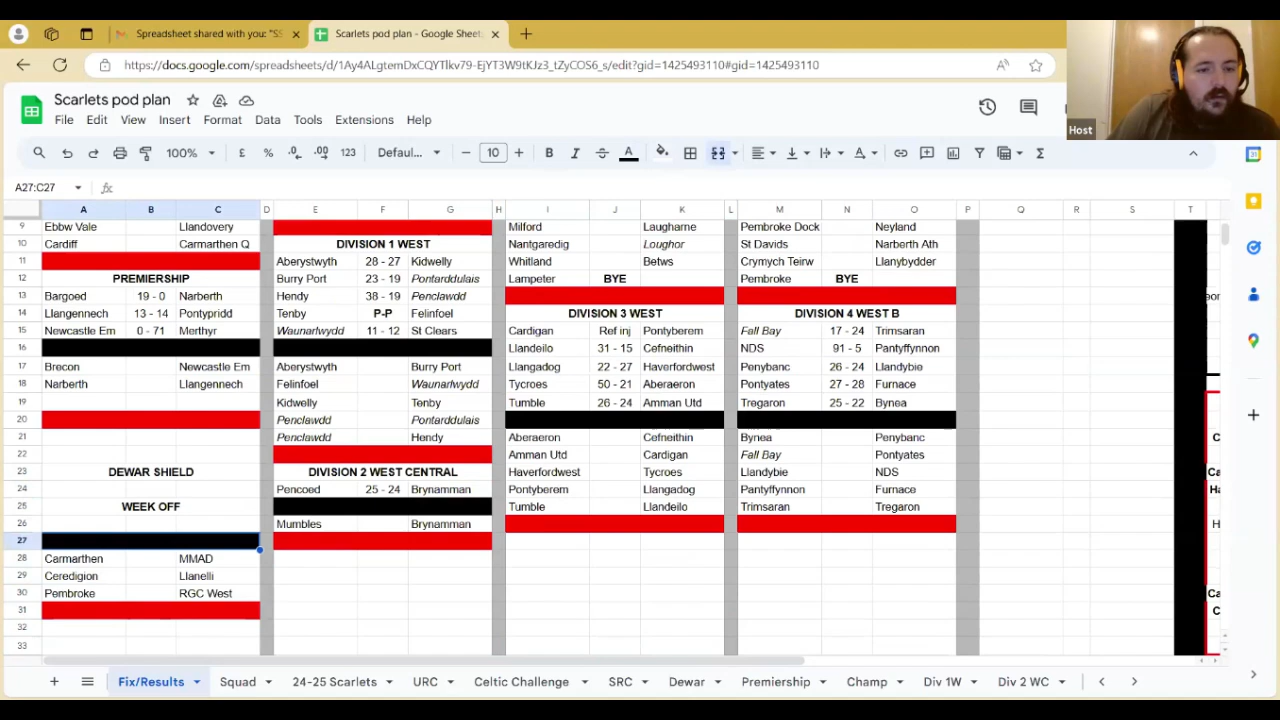 Spreadsheet shared with you: "SS
Scarlets pod plan - Google Sheets
https://docs.google.com/spreadsheets/d/1Ay4ALgtemDxCQYTlkv79-EjYT3W9tKJz3_tZyCOS6_s/edit?gid=1425493110#gid=1425493110
Scarlets pod plan
File Edit View Insert Format Data Tools Extensions Help
Host
100% £ % .0 .00 123 Defaul... 10 B I A
A27:C27 fx
A B C D E F G H I J K L M N O P Q R S T
9 Ebbw Vale Llandovery Milford Laugharne Pembroke Dock Neyland
10 Cardiff Carmarthen Q DIVISION 1 WEST Nantgaredig Loughor St Davids Narberth Ath
11 Aberystwyth 28 - 27 Kidwelly Whitland Betws Crymych Teirw Llanybydder
12 PREMIERSHIP Burry Port 23 - 19 Pontarddulais Lampeter BYE Pembroke BYE
13 Bargoed 19 - 0 Narberth Hendy 38 - 19 Penclawdd
14 Llangennech 13 - 14 Pontypridd Tenby P-P Felinfoel DIVISION 3 WEST DIVISION 4 WEST B
15 Newcastle Em 0 - 71 Merthyr Waunarlwydd 11 - 12 St Clears Cardigan Ref inj Pontyberem Fall Bay 17 - 24 Trimsaran
16 Llandeilo 31 - 15 Cefneithin NDS 91 - 5 Pantyffynnon
17 Brecon Newcastle Em Aberystwyth Burry Port Llangadog 22 - 27 Haverfordwest Penybanc 26 - 24 Llandybie
18 Narberth Llangennech Felinfoel Waunarlwydd Tycroes 50 - 21 Aberaeron Pontyates 27 - 28 Furnace
19 Kidwelly Tenby Tumble 26 - 24 Amman Utd Tregaron 25 - 22 Bynea
20 Penclawdd Pontarddulais
21 Penclawdd Hendy Aberaeron Cefneithin Bynea Penybanc
22 Amman Utd Cardigan Fall Bay Pontyates
23 DEWAR SHIELD DIVISION 2 WEST CENTRAL Haverfordwest Tycroes Llandybie NDS
24 Pencoed 25 - 24 Brynamman Pontyberem Llangadog Pantyffynnon Furnace
25 WEEK OFF Tumble Llandeilo Trimsaran Tregaron
26 Mumbles Brynamman
27
28 Carmarthen MMAD
29 Ceredigion Llanelli
30 Pembroke RGC West
31
32
33
Fix/Results Squad 24-25 Scarlets URC Celtic Challenge SRC Dewar Premiership Champ Div 1W Div 2 WC